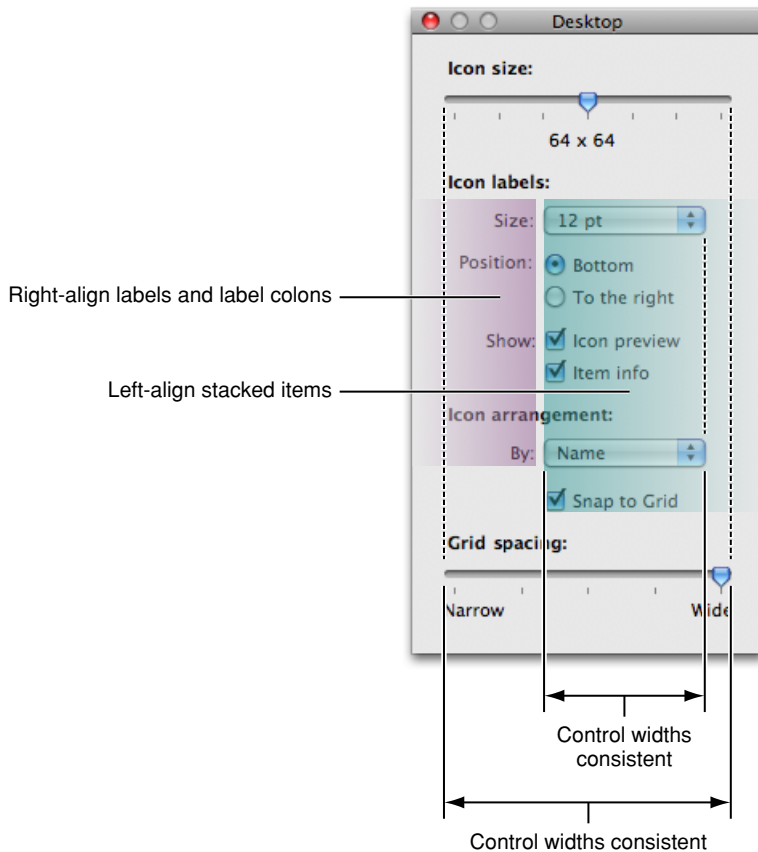 Desktop
Icon size:
64 x 64
Icon labels:
Size: 12 pt
Position: Bottom
To the right
Right-align labels and label colons
Show: Icon preview
Item info
Left-align stacked items
Icon arrangement:
By: Name
Snap to Grid
Grid spacing:
Narrow Wide
Control widths
consistent
Control widths consistent